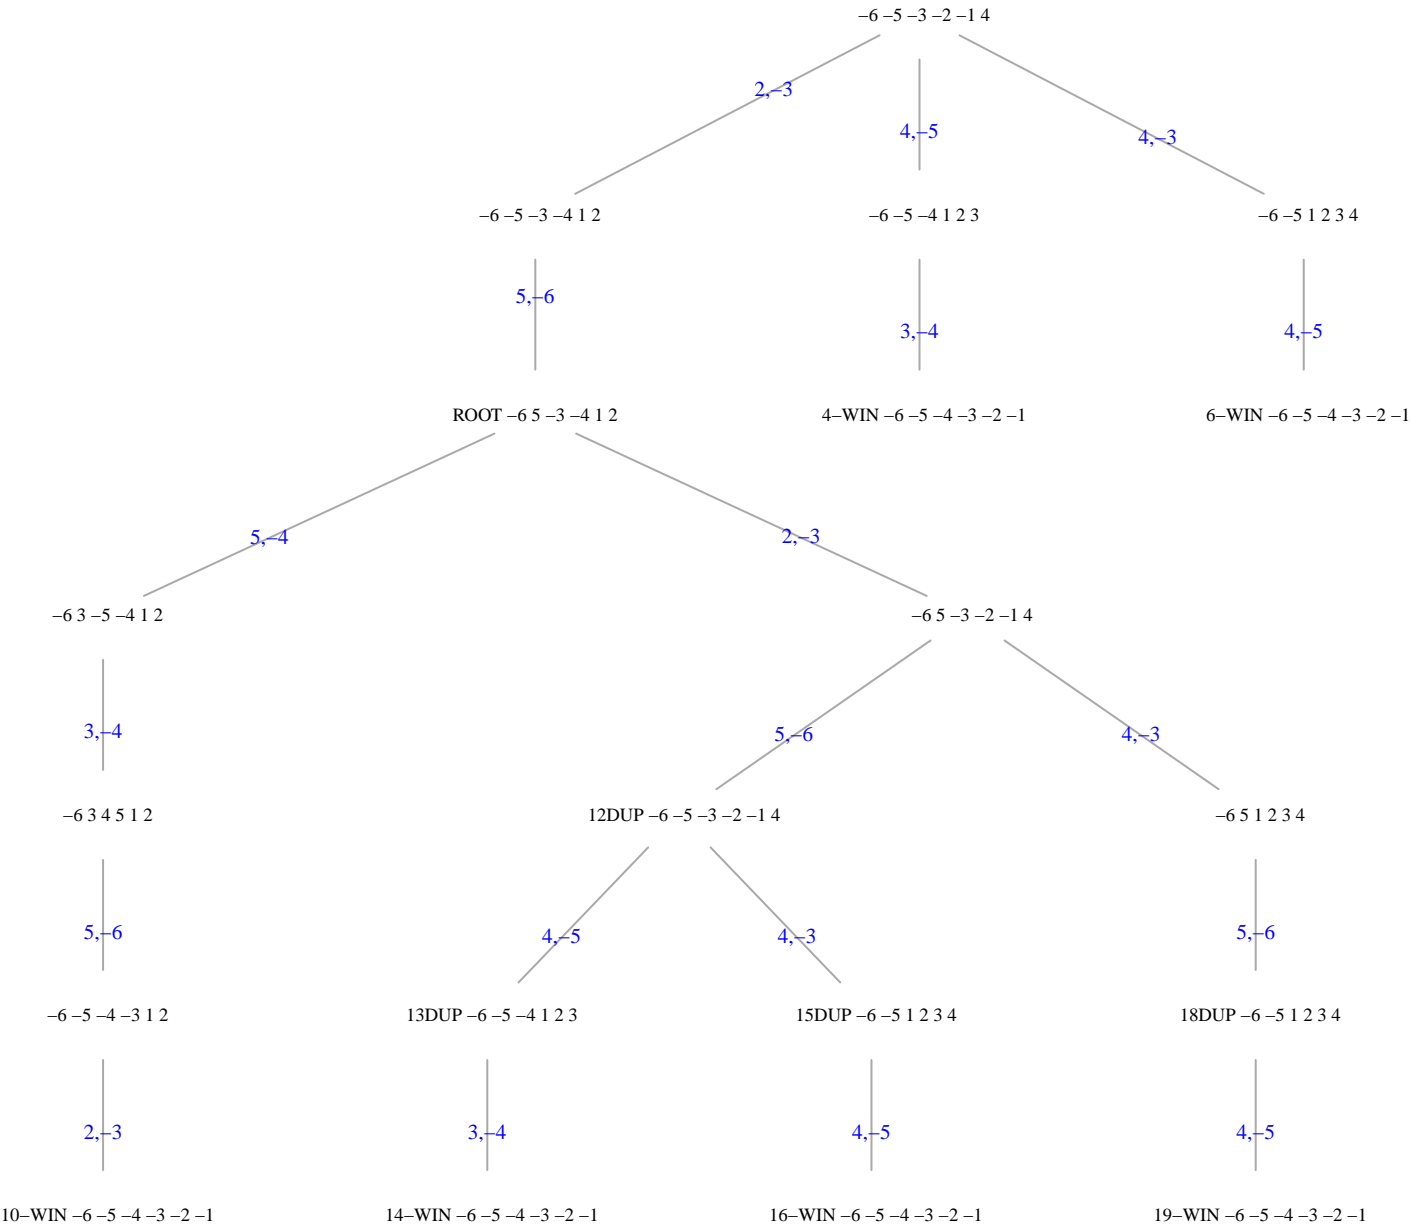 –6 –5 –3 –2 –1 4
2,–3
4,–5
4,–3
–6 –5 –3 –4 1 2
–6 –5 –4 1 2 3
–6 –5 1 2 3 4
5,–6
3,–4
4,–5
ROOT –6 5 –3 –4 1 2
4–WIN –6 –5 –4 –3 –2 –1
6–WIN –6 –5 –4 –3 –2 –1
5,–4
2,–3
–6 3 –5 –4 1 2
–6 5 –3 –2 –1 4
3,–4
5,–6
4,–3
–6 3 4 5 1 2
12DUP –6 –5 –3 –2 –1 4
–6 5 1 2 3 4
5,–6
4,–5
4,–3
5,–6
–6 –5 –4 –3 1 2
13DUP –6 –5 –4 1 2 3
15DUP –6 –5 1 2 3 4
18DUP –6 –5 1 2 3 4
2,–3
3,–4
4,–5
4,–5
10–WIN –6 –5 –4 –3 –2 –1
14–WIN –6 –5 –4 –3 –2 –1
16–WIN –6 –5 –4 –3 –2 –1
19–WIN –6 –5 –4 –3 –2 –1